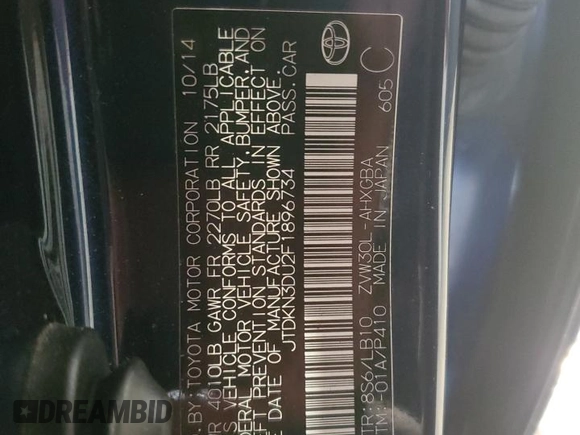 .BY:TOYOTA MOTOR CORPORATION 10/14
R 4010LB GAWR FR 2270LB RR 2175LB
S VEHICLE CONFORMS TO ALL APPLICABLE
DERAL MOTOR VEHICLE SAFETY, BUMPER, AND
EFT PREVENTION STANDARDS IN EFFECT ON
E DATE OF MANUFACTURE SHOWN ABOVE.
JTDKN3DU2F1896734 PASS.CAR
TR:8S6/LB10 ZVW30L-AHXGBA
TN:-01A/P410 MADE IN JAPAN 605
C
DREAMBID